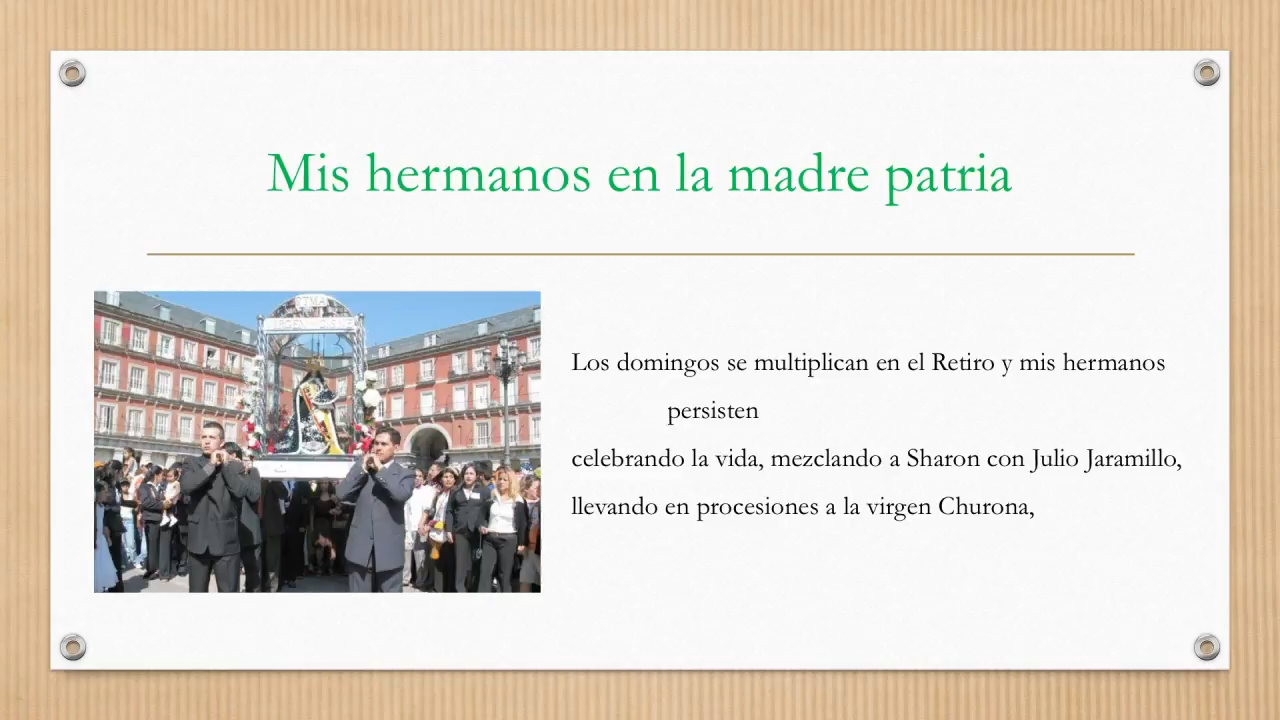 Mis hermanos en la madre patria
Los domingos se multiplican en el Retiro y mis hermanos
persisten
celebrando la vida, mezclando a Sharon con Julio Jaramillo,
llevando en procesiones a la virgen Churona,